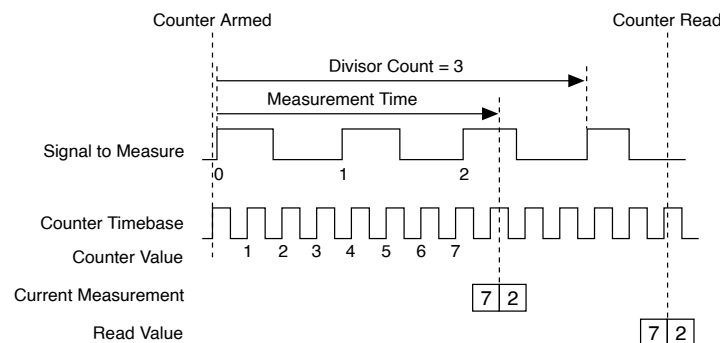 Counter Armed Counter Read
Divisor Count = 3
Measurement Time
Signal to Measure
0 1 2
Counter Timebase
Counter Value 1 2 3 4 5 6 7
Current Measurement 7 2
Read Value 7 2